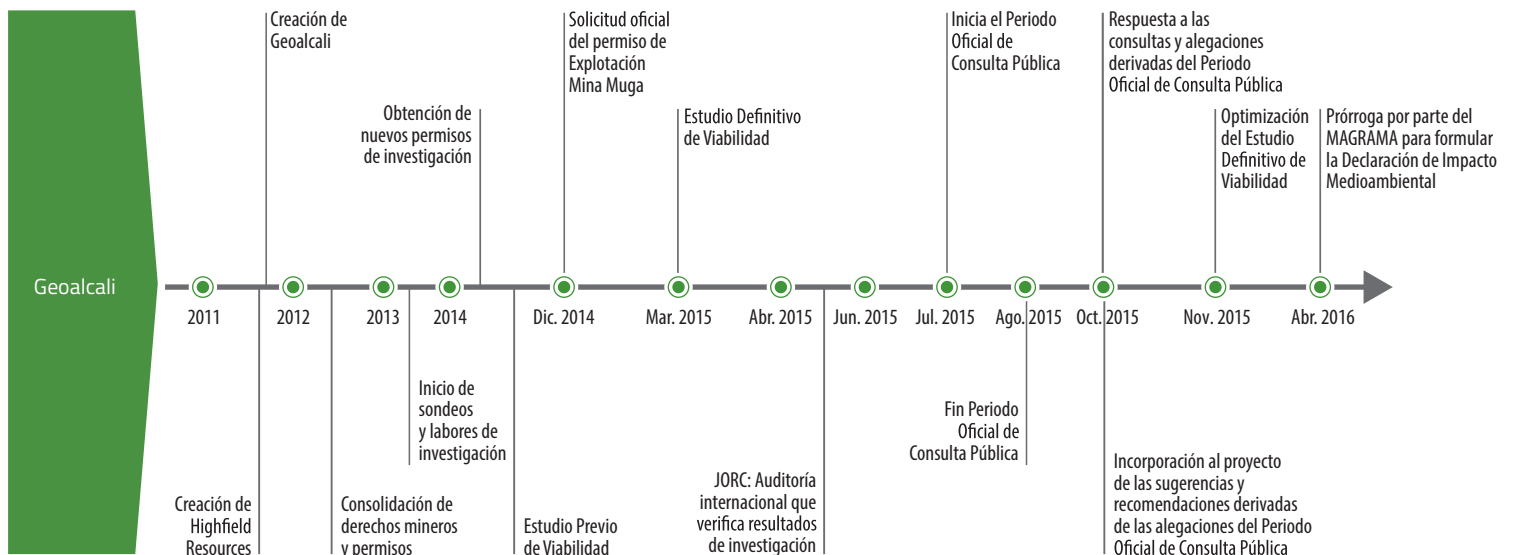 Geoalcali
Creación de
Geoalcali
Obtención de
nuevos permisos
de investigación
Solicitud oficial
del permiso de
Explotación
Mina Muga
Estudio Definitivo
de Viabilidad
Inicia el Periodo
Oficial de
Consulta Pública
Respuesta a las
consultas y alegaciones
derivadas del Periodo
Oficial de Consulta Pública
Optimización
del Estudio
Definitivo de
Viabilidad
Prórroga por parte del
MAGRAMA para formular
la Declaración de Impacto
Medioambiental
2011
2012
2013
2014
Dic. 2014
Mar. 2015
Abr. 2015
Jun. 2015
Jul. 2015
Ago. 2015
Oct. 2015
Nov. 2015
Abr. 2016
Creación de
Highfield
Resources
Consolidación de
derechos mineros
y permisos
Inicio de
sondeos
y labores de
investigación
Estudio Previo
de Viabilidad
JORC: Auditoría
internacional que
verifica resultados
de investigación
Fin Periodo
Oficial de
Consulta Pública
Incorporación al proyecto
de las sugerencias y
recomendaciones derivadas
de las alegaciones del Periodo
Oficial de Consulta Pública